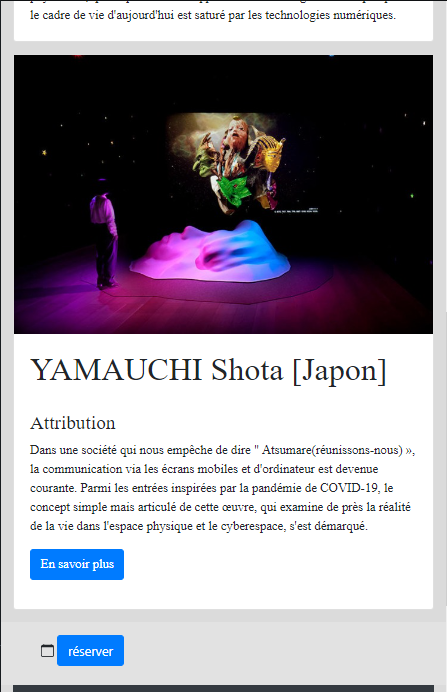 le cadre de vie d'aujourd'hui est saturé par les technologies numériques.
YAMAUCHI Shota [Japon]
Attribution
Dans une société qui nous empêche de dire " Atsumare(réunissons-nous) »,
la communication via les écrans mobiles et d'ordinateur est devenue
courante. Parmi les entrées inspirées par la pandémie de COVID-19, le
concept simple mais articulé de cette œuvre, qui examine de près la réalité
de la vie dans l'espace physique et le cyberespace, s'est démarqué.
En savoir plus
réserver